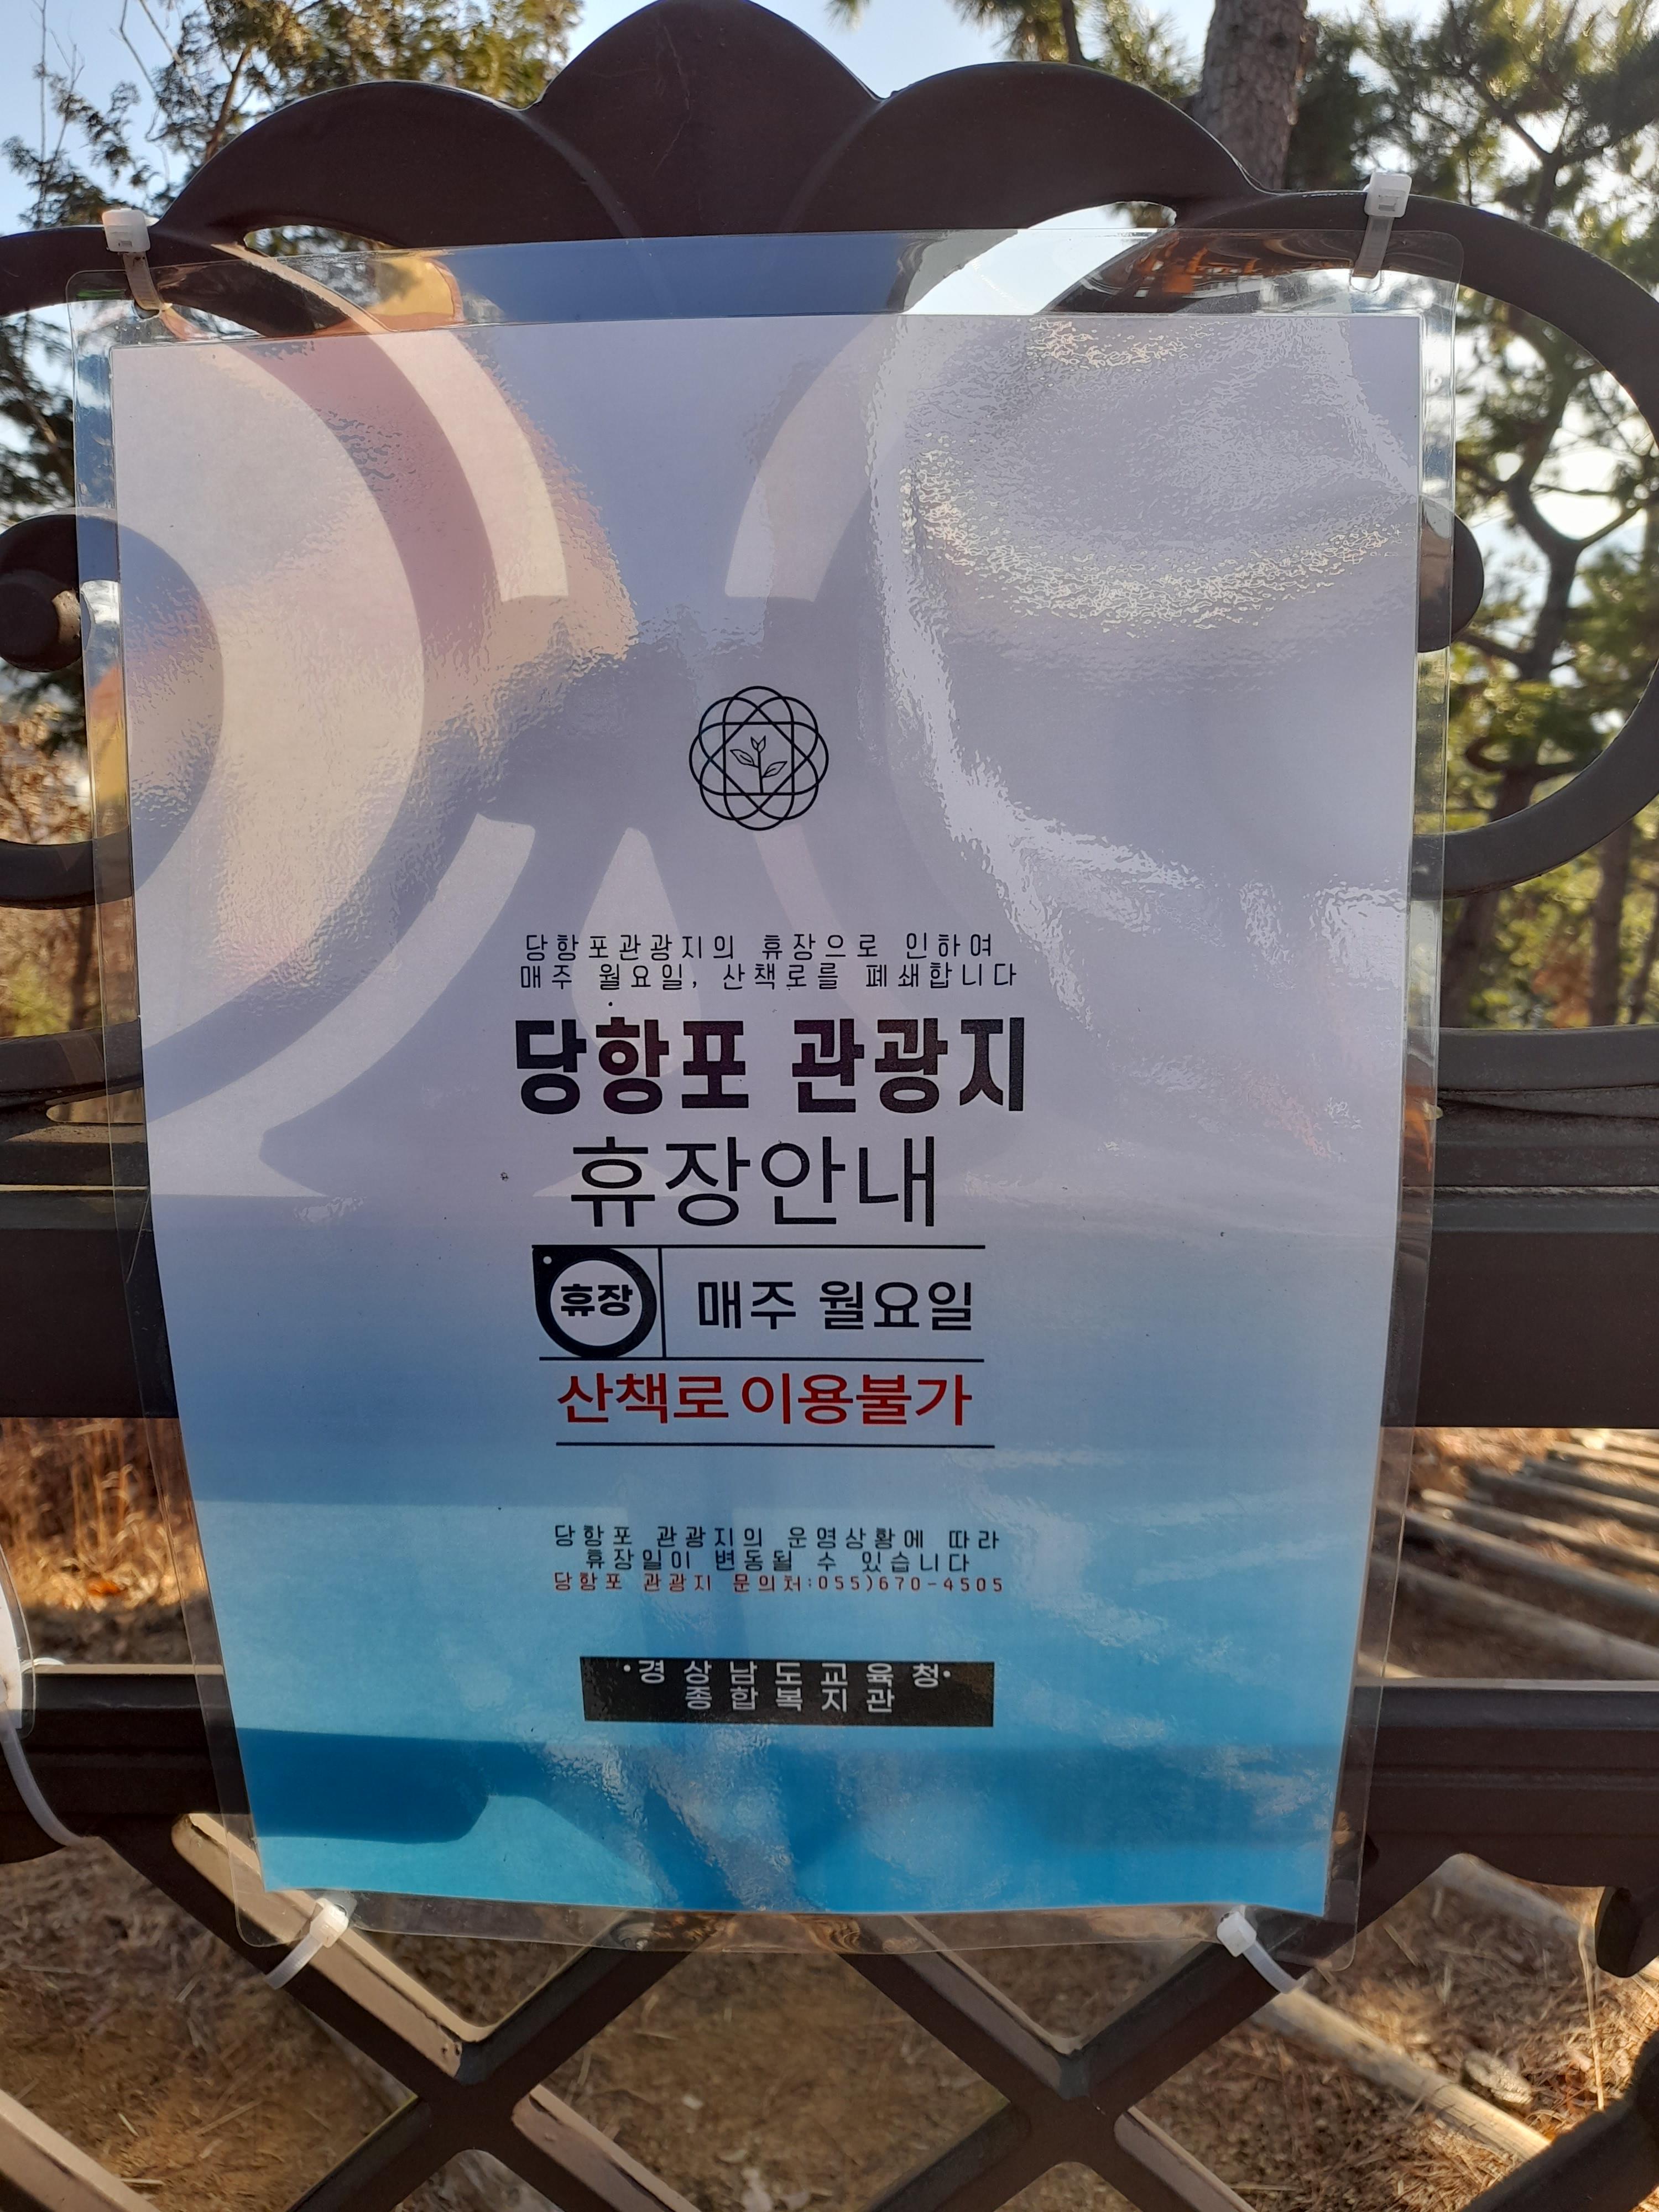 당항포관광지의 휴장으로 인하여
매주 월요일, 산책로를 폐쇄합니다
당항포 관광지
휴장안내
휴장 매주 월요일
산책로 이용불가
당항포 관광지의 운영상황에 따라
휴장일이 변동될 수 있습니다
당항포 관광지 문의처:055)670-4505
·경상남도교육청·
종합복지관